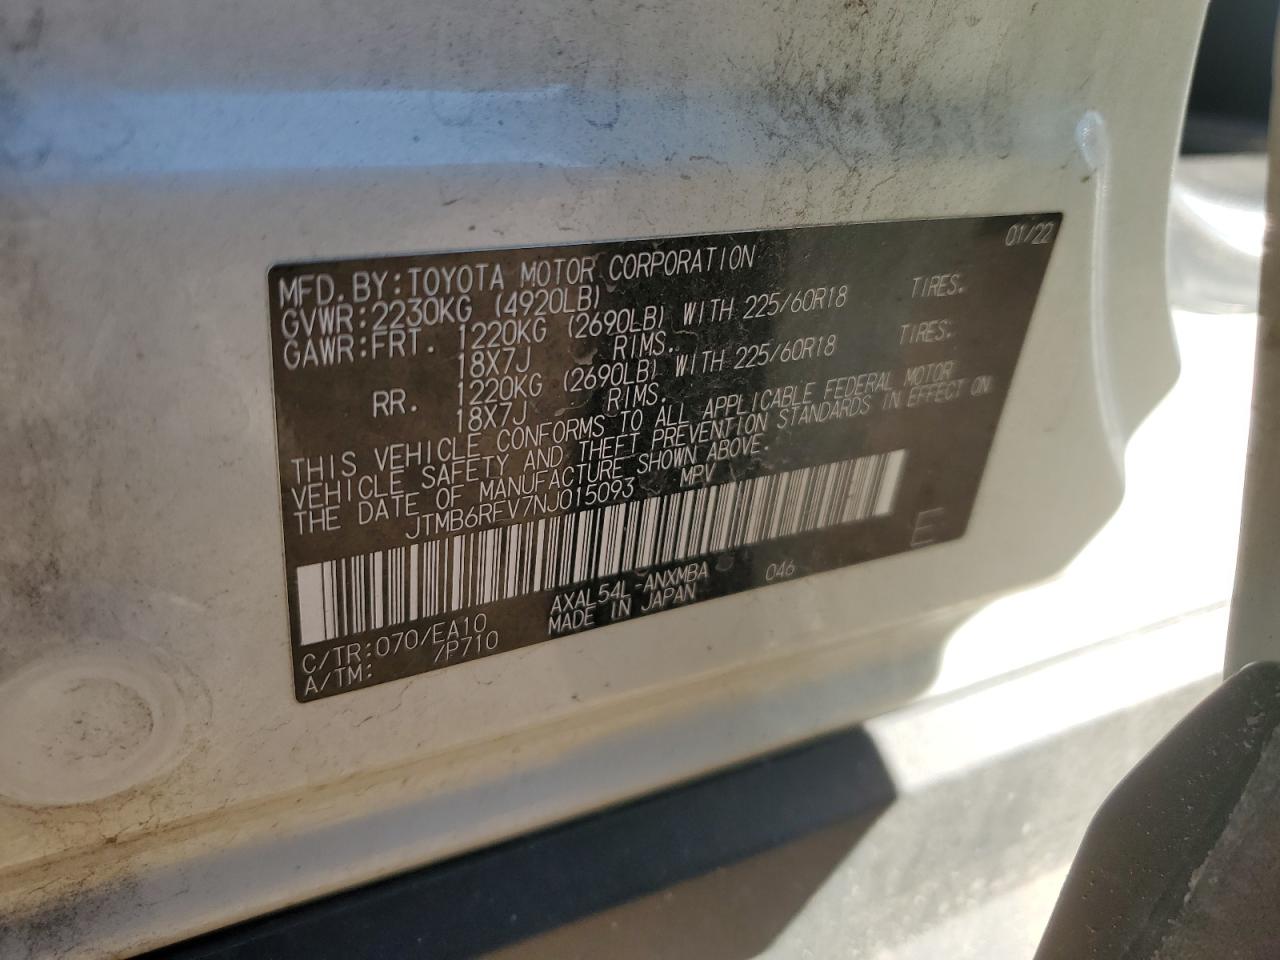 01/22
MFD. BY: TOYOTA MOTOR CORPORATION
GVWR: 2230KG (4920LB)
GAWR: FRT. 1220KG (2690LB) WITH 225/60R18 TIRES,
18X7J RIMS.
RR. 1220KG (2690LB) WITH 225/60R18 TIRES:
18X7J RIMS.
THIS VEHICLE CONFORMS TO ALL APPLICABLE FEDERAL MOTOR
VEHICLE SAFETY AND THEFT PREVENTION STANDARDS IN EFFECT ON
THE DATE OF MANUFACTURE SHOWN ABOVE.
JTMB6RFV7NJ015093 MPV
E
C/TR: 070/EA10 AXAL54L-ANXMBA 046
A/TM: /P710 MADE IN JAPAN